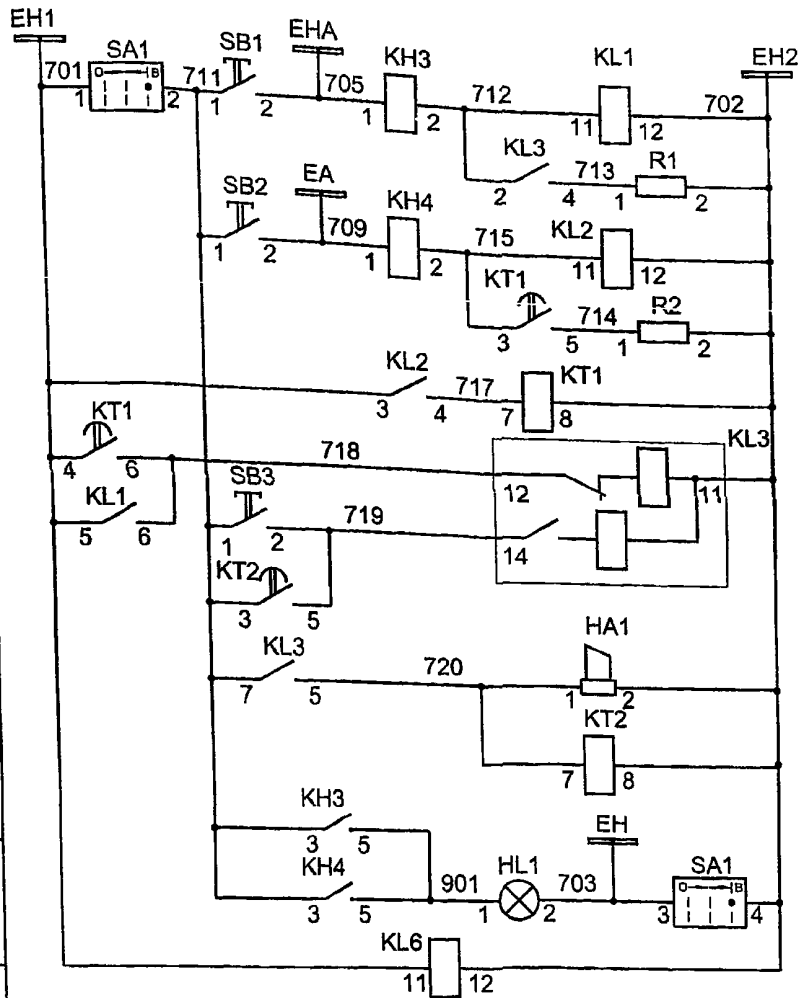 EH1
SA1
SB1
EHA
KH3
KL1
EH2
701
O B
711
705
712
702
1
2
1
2
1
2
11
12
KL3
713
R1
2
4
1
2
SB2
EA
KH4
KL2
709
715
1
2
1
2
11
12
KT1
714
R2
3
5
1
2
KL2
717
KT1
3
4
7
8
KT1
718
KL3
4
6
12
11
KL1
SB3
719
5
6
1
2
14
KT2
3
5
KL3
720
HA1
7
5
1
2
KT2
7
8
KH3
3
5
EH
KH4
901
HL1
703
SA1
O B
3
5
1
2
3
4
KL6
11
12